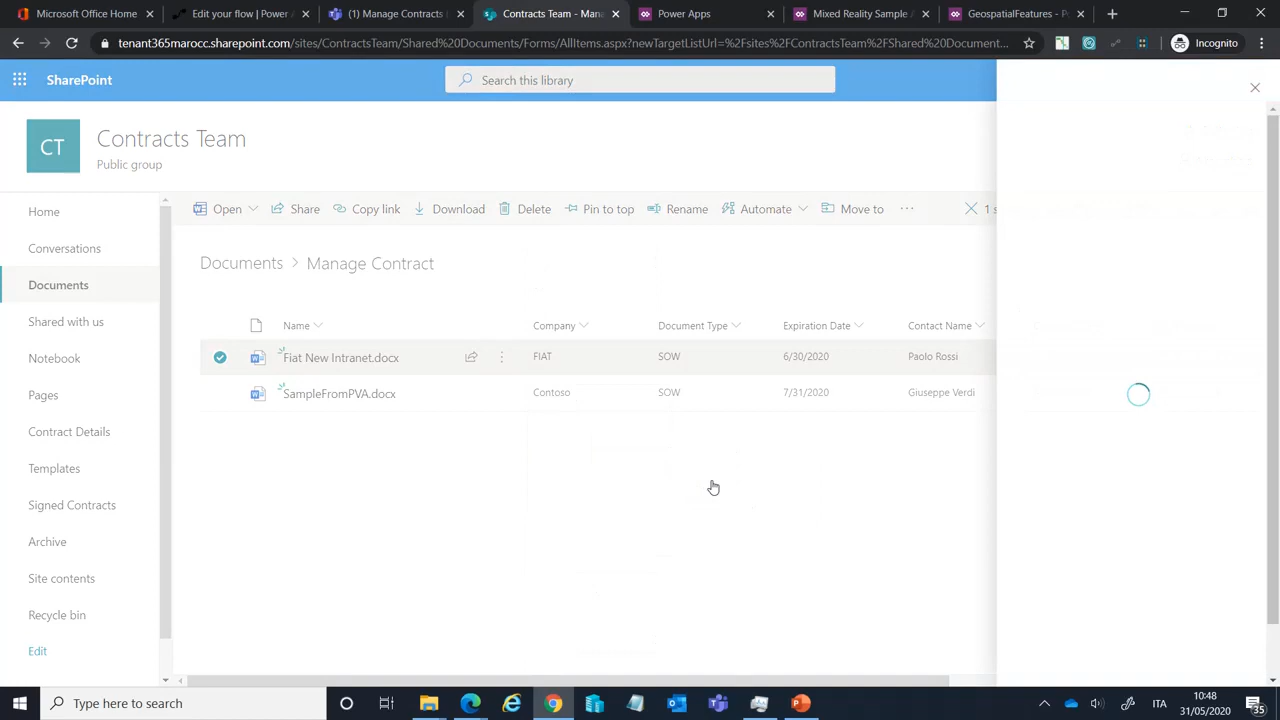 Office 365 Microsoft Office Home
Edit your flow | Power
(1) Manage Contracts (
Contracts Team - Mana
Power Apps
Mixed Reality Sample
GeospatialFeatures - P
tenant365marocc.sharepoint.com/sites/ContractsTeam/Shared%20Documents/Forms/AllItems.aspx?newTargetListUrl=%2Fsites%2FContractsTeam%2FShared%20Document...
Incognito
SharePoint
Search this library
CT
Contracts Team
Public group
Home
Conversations
Documents
Shared with us
Notebook
Pages
Contract Details
Templates
Signed Contracts
Archive
Site contents
Recycle bin
Edit
Open
Share
Copy link
Download
Delete
Pin to top
Rename
Automate
Move to
...
1 s
Documents > Manage Contract
Name Company Document Type Expiration Date Contact Name
Fiat New Intranet.docx FIAT SOW 6/30/2020 Paolo Rossi
SampleFromPVA.docx Contoso SOW 7/31/2020 Giuseppe Verdi
Type here to search
ITA
10:48
31/05/2020
35